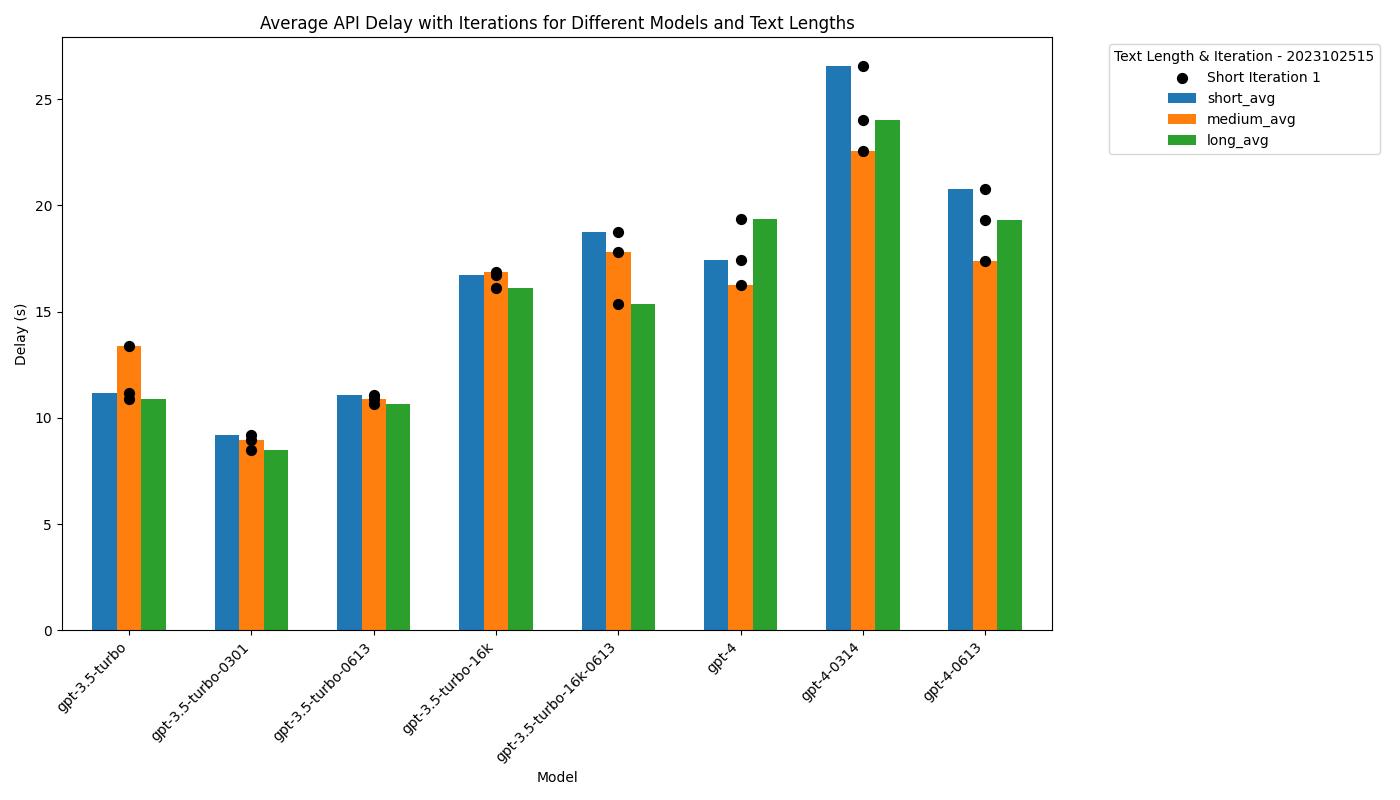 Average API Delay with Iterations for Different Models and Text Lengths
Text Length & Iteration - 2023102515
Short Iteration 1
short_avg
medium_avg
long_avg
Delay (s)
25
20
15
10
5
0
gpt-3.5-turbo
gpt-3.5-turbo-0301
gpt-3.5-turbo-0613
gpt-3.5-turbo-16k
gpt-3.5-turbo-16k-0613
gpt-4
gpt-4-0314
gpt-4-0613
Model